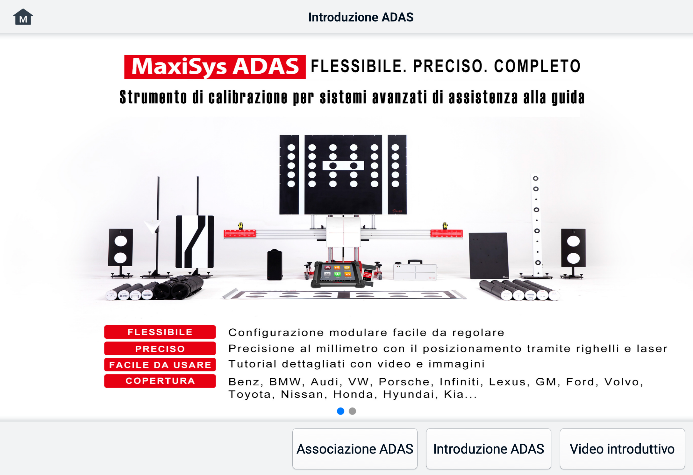 M
Introduzione ADAS
MaxiSys ADAS FLESSIBILE. PRECISO. COMPLETO
Strumento di calibrazione per sistemi avanzati di assistenza alla guida
FLESSIBILE Configurazione modulare facile da regolare
PRECISO Precisione al millimetro con il posizionamento tramite righelli e laser
FACILE DA USARE Tutorial dettagliati con video e immagini
COPERTURA Benz, BMW, Audi, VW, Porsche, Infiniti, Lexus, GM, Ford, Volvo,
Toyota, Nissan, Honda, Hyundai, Kia...
Associazione ADAS Introduzione ADAS Video introduttivo